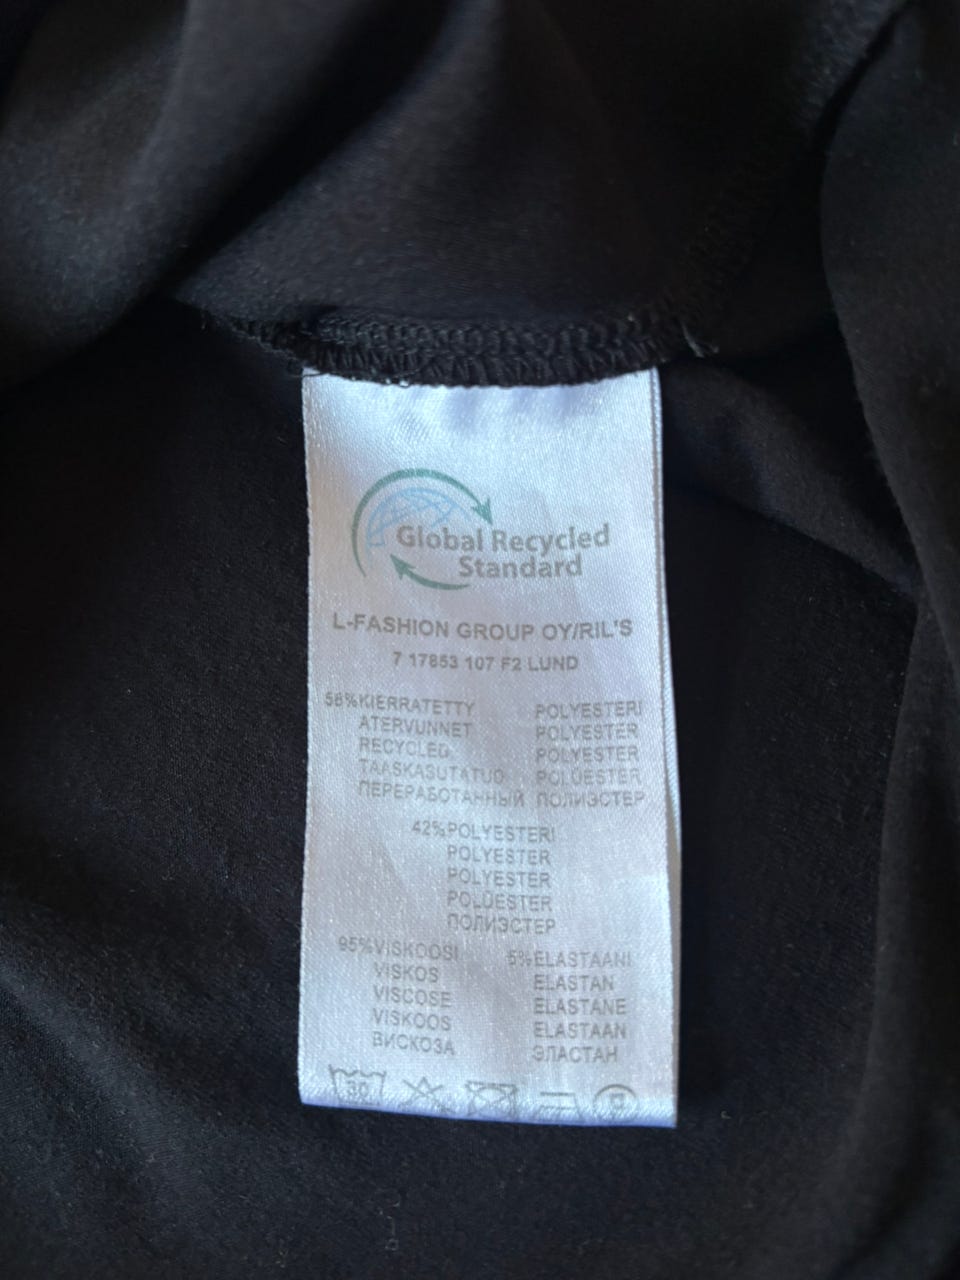 Global Recycled
Standard
L-FASHION GROUP OY/RIL'S
7 17853 107 F2 LUND
58%KIERRATETTY POLYESTERI
ATERVUNNET POLYESTER
RECYCLED POLYESTER
TAASKASUTATUD POLÜESTER
ПЕРЕРАБОТАННЫЙ ПОЛИЭСТЕР
42%POLYESTERI
POLYESTER
POLYESTER
POLÜESTER
ПОЛИЭСТЕР
95%VISKOOSI 5%ELASTAANI
VISKOS ELASTAN
VISCOSE ELASTANE
VISKOOS ELASTAAN
ВИСКОЗА ЭЛАСТАН
30 P